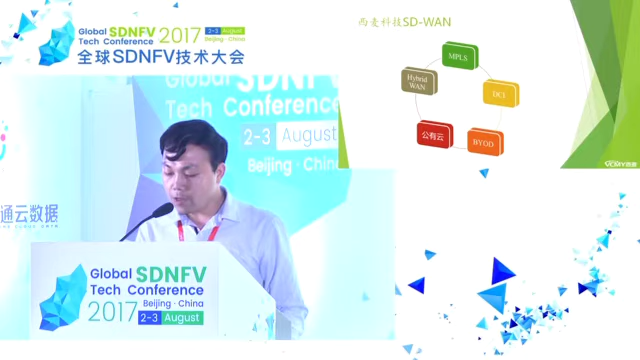 Global SDNFV 2017 2-3 August
Tech Conference Beijing · China
全球SDNFV技术大会
西麦科技SD-WAN
MPLS
Hybrid
WAN
DCI
公有云
BYOD
Global SDNFV
Tech Conference
2-3 August
Beijing · China
通云数据
Global SDNFV
Tech Conference
Beijing · China
2017 2-3 August